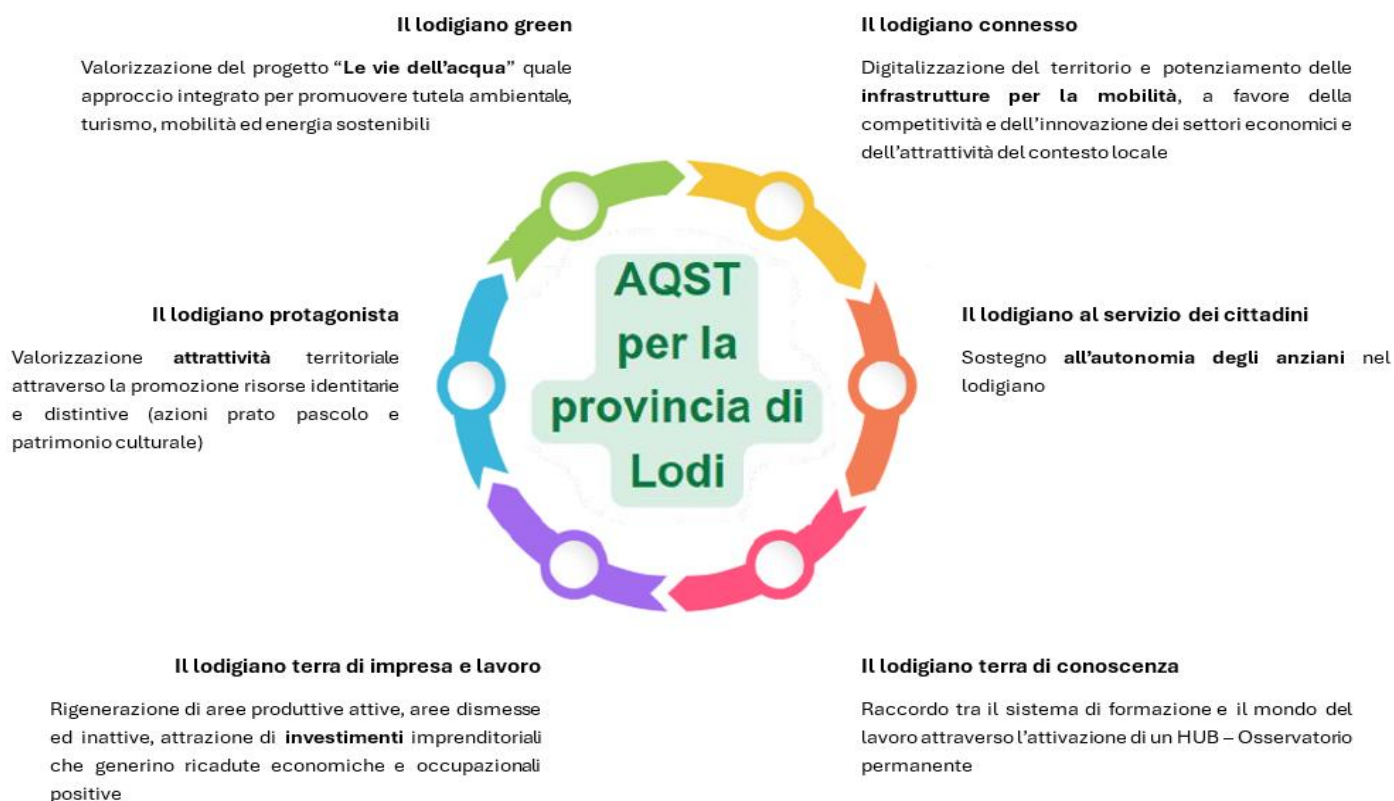 Il lodigiano green
Valorizzazione del progetto “Le vie dell’acqua” quale
approccio integrato per promuovere tutela ambientale,
turismo, mobilità ed energia sostenibili
Il lodigiano connesso
Digitalizzazione del territorio e potenziamento delle
infrastrutture per la mobilità, a favore della
competitività e dell’innovazione dei settori economici e
dell’attrattività del contesto locale
AQST
per la
provincia di
Lodi
Il lodigiano protagonista
Valorizzazione attrattività territoriale
attraverso la promozione risorse identitarie
e distintive (azioni prato pascolo e
patrimonio culturale)
Il lodigiano al servizio dei cittadini
Sostegno all’autonomia degli anziani nel
lodigiano
Il lodigiano terra di impresa e lavoro
Rigenerazione di aree produttive attive, aree dismesse
ed inattive, attrazione di investimenti imprenditoriali
che generino ricadute economiche e occupazionali
positive
Il lodigiano terra di conoscenza
Raccordo tra il sistema di formazione e il mondo del
lavoro attraverso l’attivazione di un HUB – Osservatorio
permanente